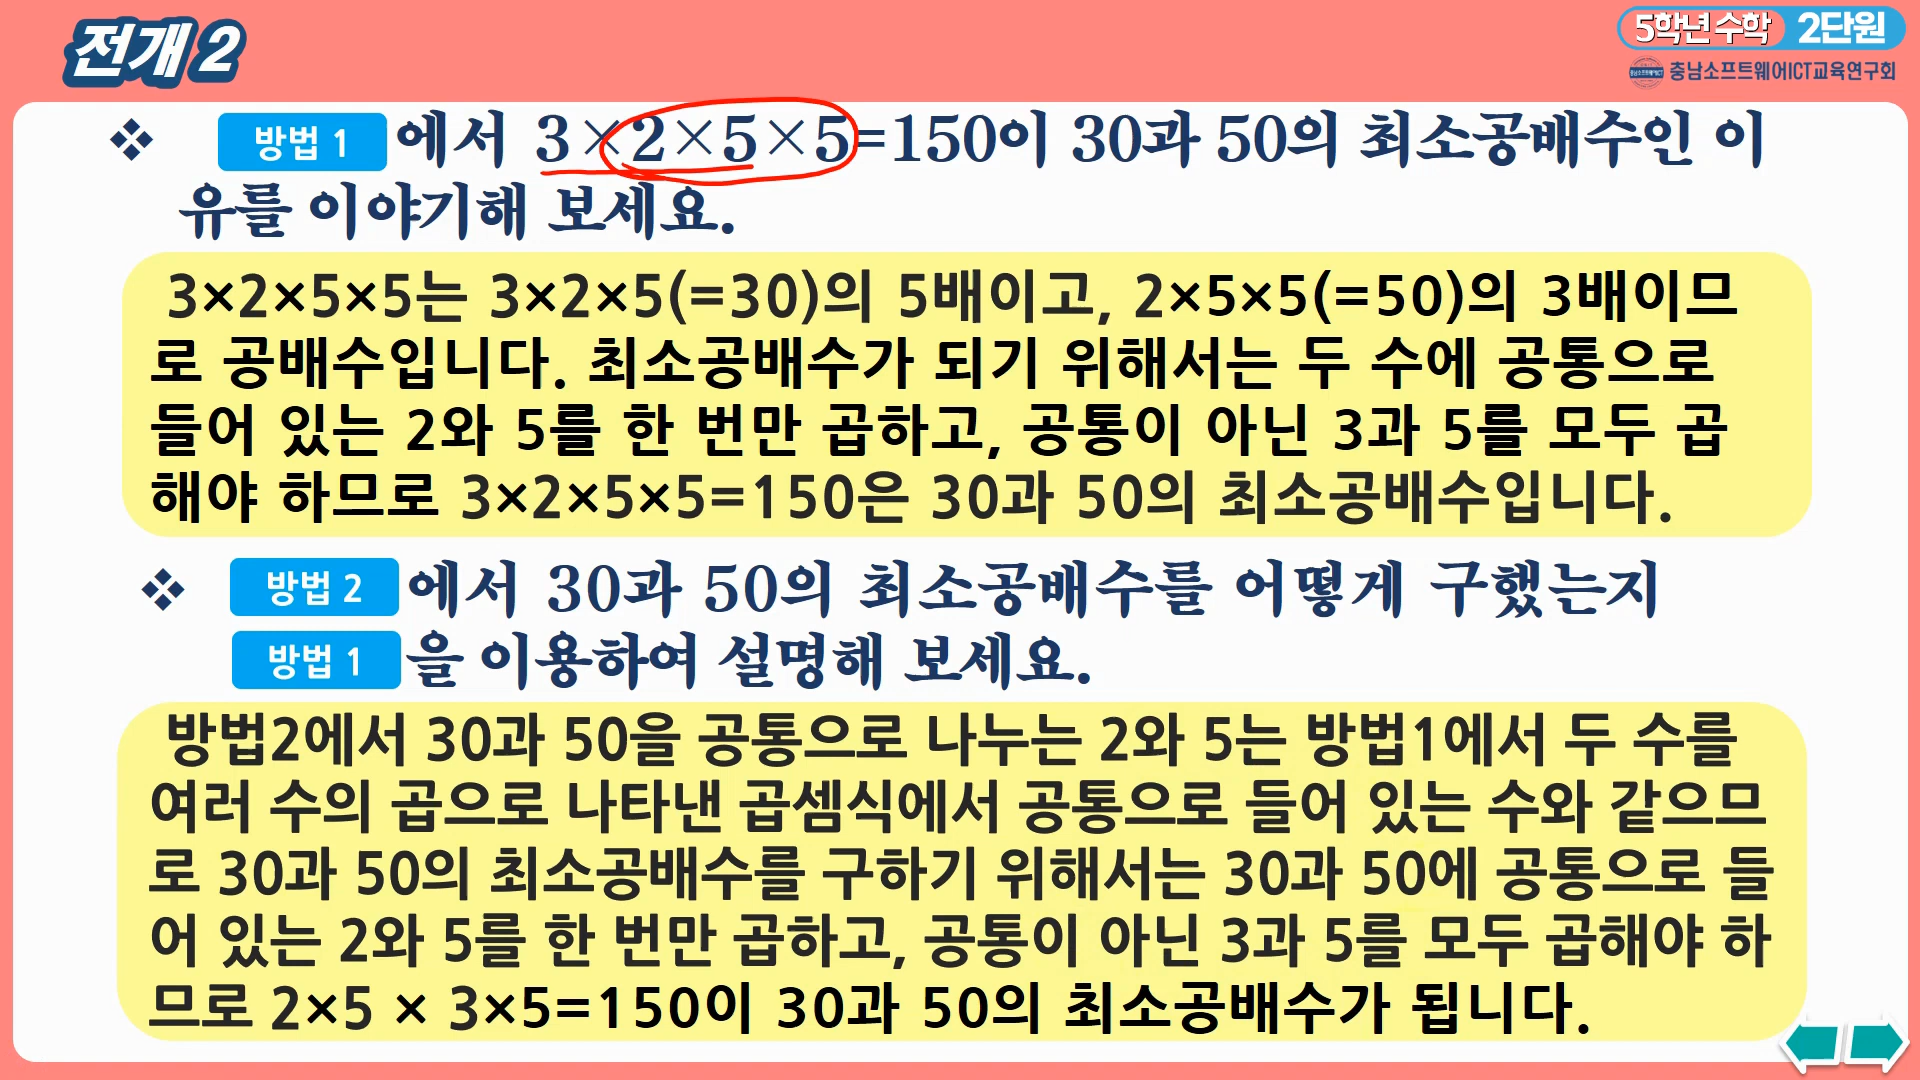 전개 2
5학년 수학 2단원
충남소프트웨어ICT교육연구회
❖ 방법 1 에서 3×2×5×5=150이 30과 50의 최소공배수인 이
유를 이야기해 보세요.
3×2×5×5는 3×2×5(=30)의 5배이고, 2×5×5(=50)의 3배이므
로 공배수입니다. 최소공배수가 되기 위해서는 두 수에 공통으로
들어 있는 2와 5를 한 번만 곱하고, 공통이 아닌 3과 5를 모두 곱
해야 하므로 3×2×5×5=150은 30과 50의 최소공배수입니다.
❖ 방법 2 에서 30과 50의 최소공배수를 어떻게 구했는지
방법 1 을 이용하여 설명해 보세요.
방법2에서 30과 50을 공통으로 나누는 2와 5는 방법1에서 두 수를
여러 수의 곱으로 나타낸 곱셈식에서 공통으로 들어 있는 수와 같으므
로 30과 50의 최소공배수를 구하기 위해서는 30과 50에 공통으로 들
어 있는 2와 5를 한 번만 곱하고, 공통이 아닌 3과 5를 모두 곱해야 하
므로 2×5 × 3×5=150이 30과 50의 최소공배수가 됩니다.